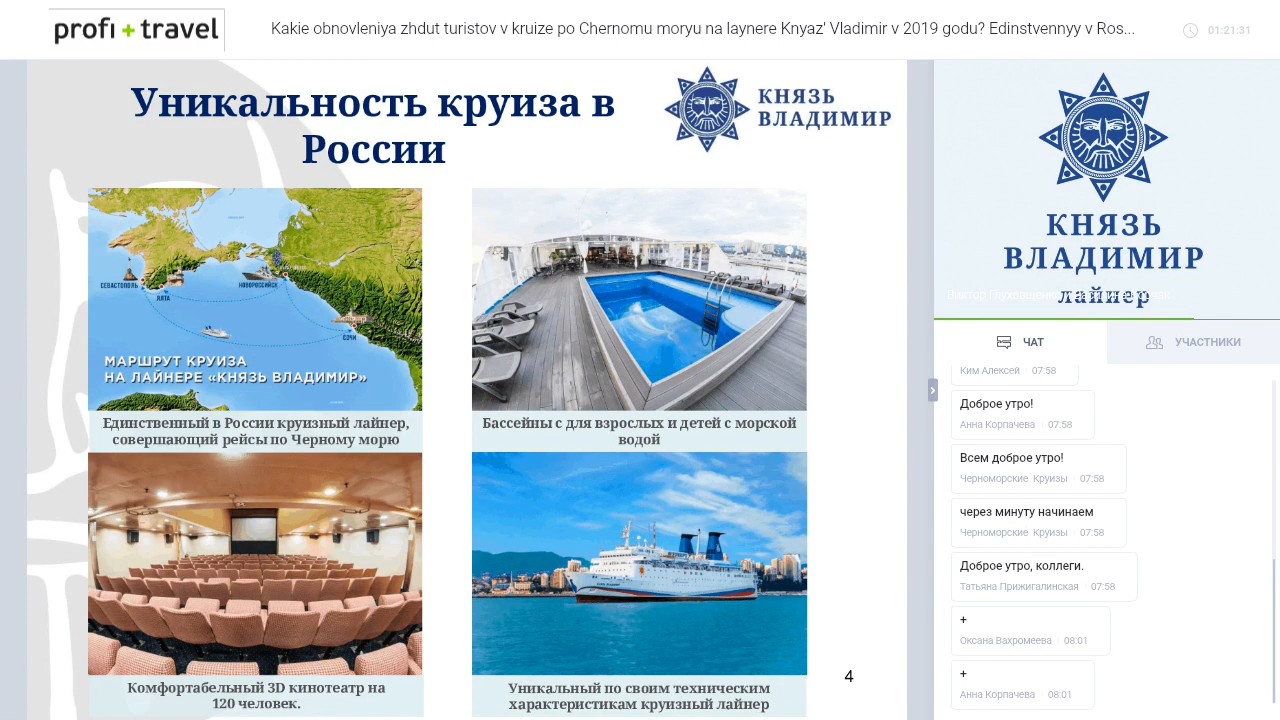 profi + travel
Kakie obnovleniya zhdut turistov v kruize po Chernomu moryu na laynere Knyaz' Vladimir v 2019 godu? Edinstvennyy v Ros...
01:21:31
Уникальность круиза в
России
КНЯЗЬ
ВЛАДИМИР
СЕВАСТОПОЛЬ
ЯЛТА
НОВОРОССИЙСК
СОЧИ
МАРШРУТ КРУИЗА
НА ЛАЙНЕРЕ «КНЯЗЬ ВЛАДИМИР»
Единственный в России круизный лайнер,
совершающий рейсы по Черному морю
Бассейны с для взрослых и детей с морской
водой
Комфортабельный 3D кинотеатр на
120 человек.
Уникальный по своим техническим
характеристикам круизный лайнер
4
КНЯЗЬ
ВЛАДИМИР
лайнер
Виктор
ЧАТ
УЧАСТНИКИ
Ким Алексей · 07:58
Доброе утро!
Анна Корпачева · 07:58
Всем доброе утро!
Черноморские Круизы · 07:58
через минуту начинаем
Черноморские Круизы · 07:58
Доброе утро, коллеги.
Татьяна Прижигалинская · 07:58
+
Оксана Вахромеева · 08:01
+
Анна Корпачева · 08:01